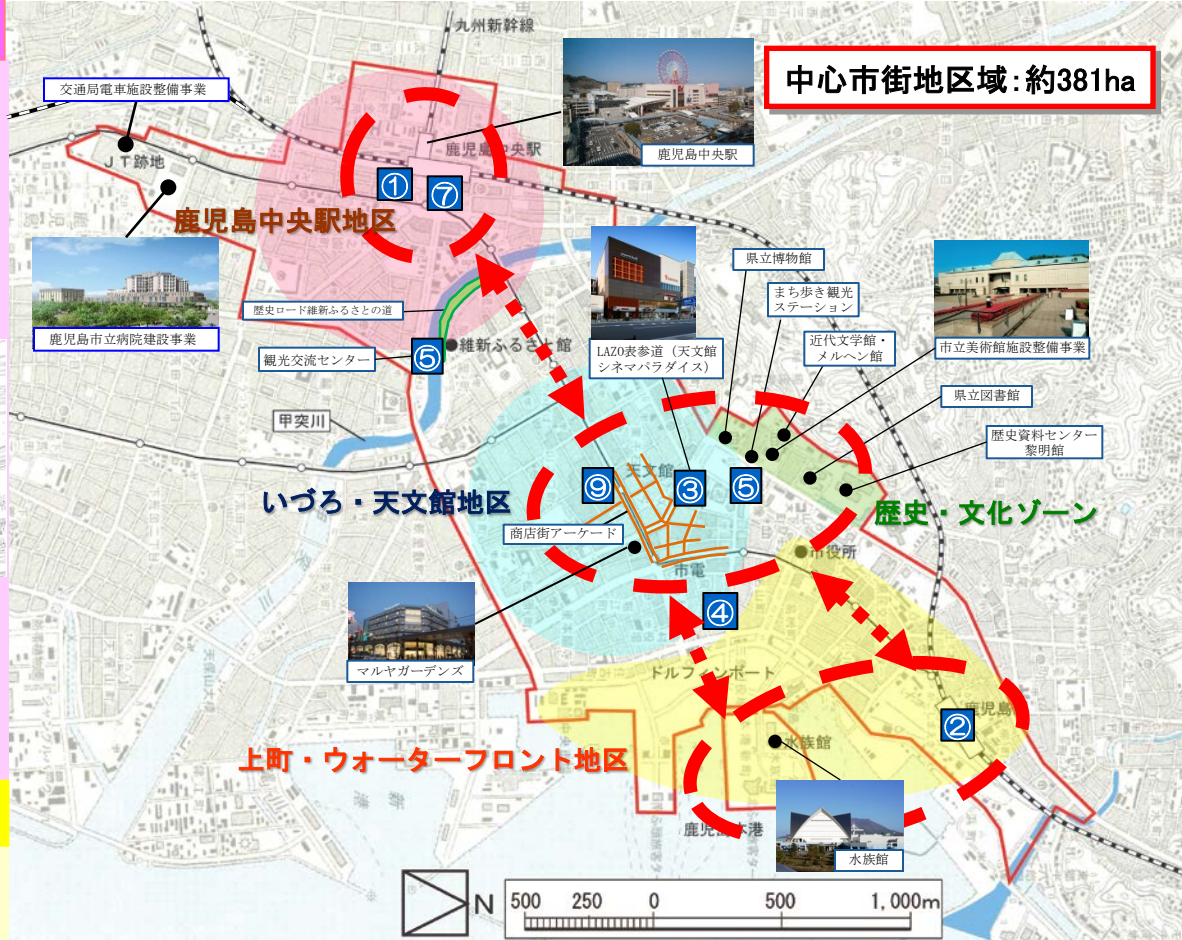 九州新幹線
中心市街地区域:約381ha
交通局電車施設整備事業
鹿児島中央駅
鹿児島中央駅
JT跡地
①
⑦
鹿児島中央駅地区
鹿児島市立病院建設事業
歴史ロード維新ふるさとの道
観光交流センター
⑤
維新ふるさと館
甲突川
LAZO表参道(天文館
シネマパラダイス)
県立博物館
まち歩き観光
ステーション
近代文学館・
メルヘン館
市立美術館施設整備事業
県立図書館
歴史資料センター
黎明館
天文館
⑨
③
⑤
いづろ・天文館地区
歴史・文化ゾーン
商店街アーケード
市役所
市電
④
マルヤガーデンズ
ドルフィンポート
鹿児島
②
水族館
上町・ウォーターフロント地区
鹿児島本港
水族館
N
500 250 0 500 1,000m